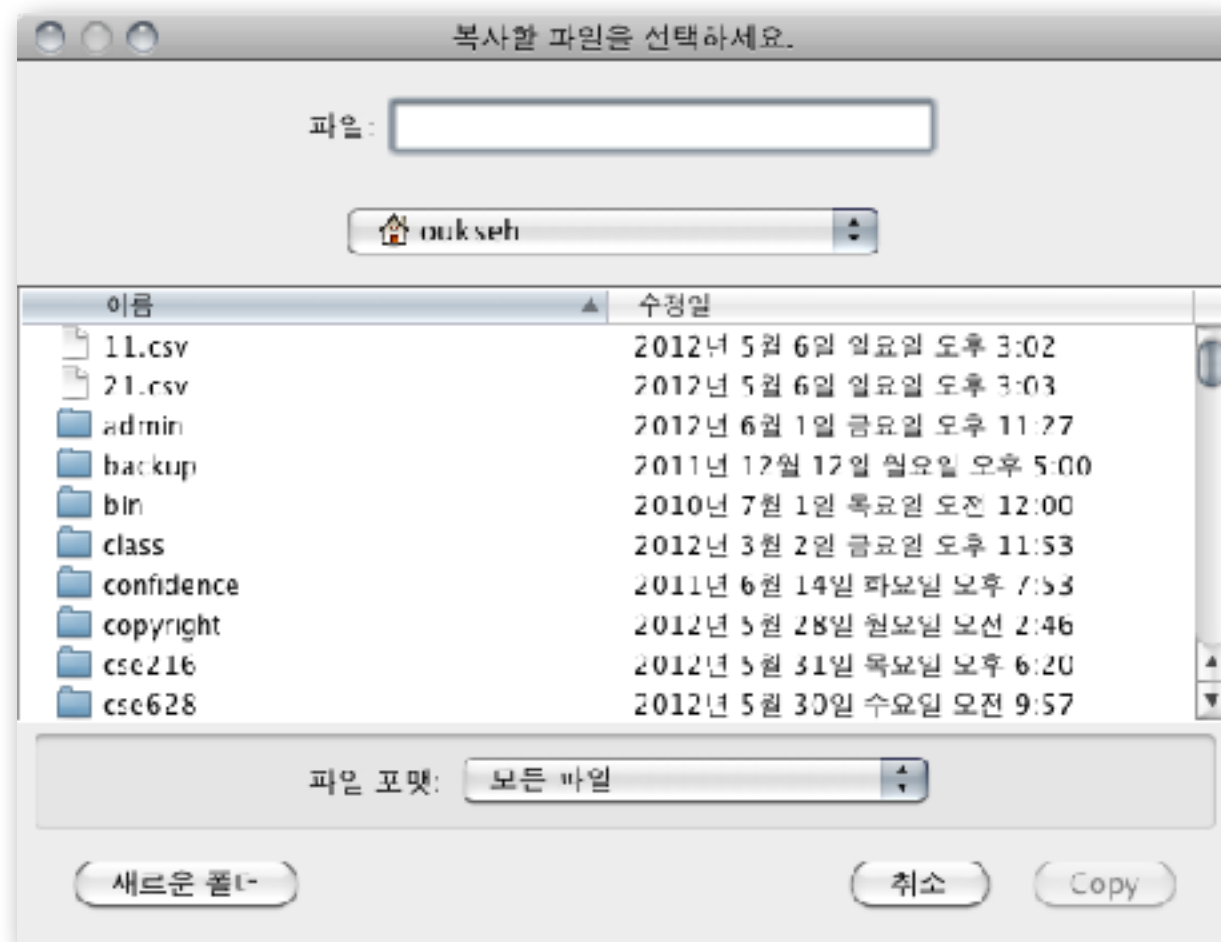 복사할 파일을 선택하세요.
파일:
oukseh
이름 수정일
11.csv 2012년 5월 6일 일요일 오후 3:02
21.csv 2012년 5월 6일 일요일 오후 3:03
admin 2012년 6월 1일 금요일 오후 11:27
backup 2011년 12월 12일 월요일 오후 5:00
bin 2010년 7월 1일 목요일 오전 12:00
class 2012년 3월 2일 금요일 오후 11:53
confidence 2011년 6월 14일 화요일 오후 7:53
copyright 2012년 5월 28일 월요일 오전 2:46
cse216 2012년 5월 31일 목요일 오후 6:20
cse628 2012년 5월 30일 수요일 오전 9:57
파일 포맷: 모든 파일
새로운 폴더 취소 Copy